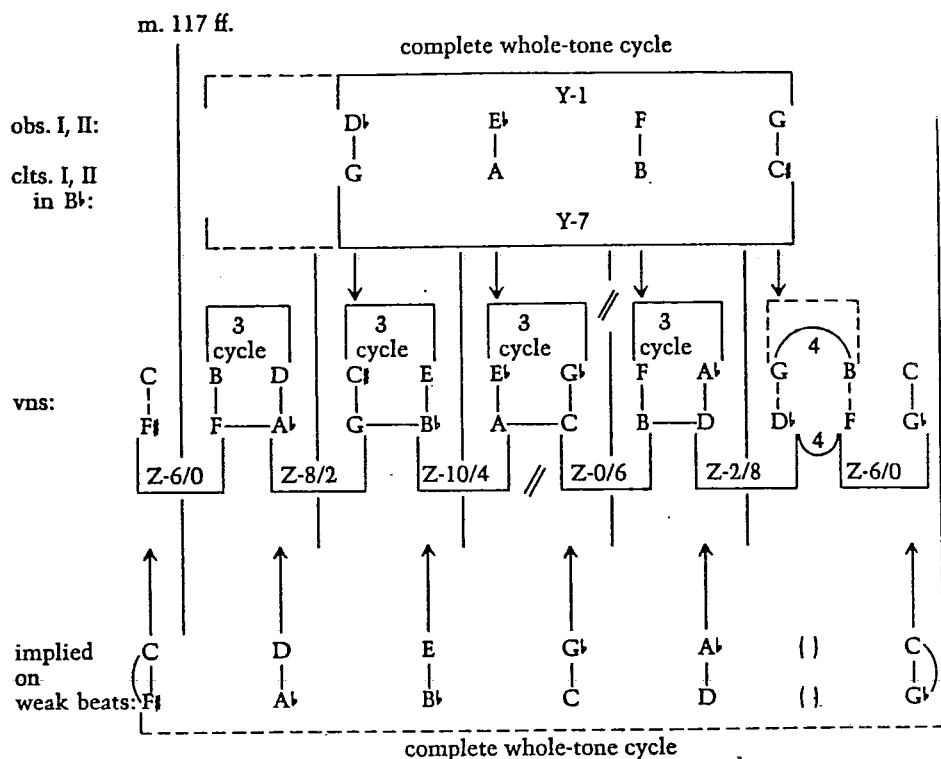 m. 117 ff.
complete whole-tone cycle
Y-1
obs. I, II: D♭ E♭ F G
clts. I, II G A B C♯
in B♭:
Y-7
3 3 3 3
cycle cycle cycle cycle
4
C B D C♯ E E♭ G♭ F A♭ G B C
vns:
F♯ F A♭ G B♭ A C B D D♭ F G♭
4
Z-6/0 Z-8/2 Z-10/4 Z-0/6 Z-2/8 Z-6/0
implied C D E G♭ A♭ ( ) C
on
weak beats: F♯ A♭ B♭ C D ( ) G♭
complete whole-tone cycle